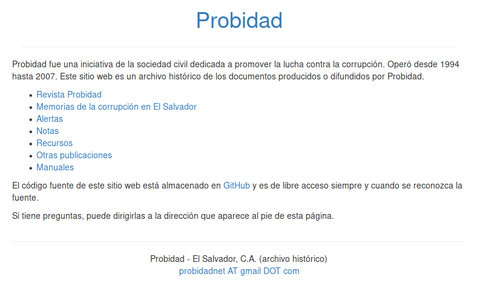 Probidad
Probidad fue una iniciativa de la sociedad civil dedicada a promover la lucha contra la corrupción. Operó desde 1994
hasta 2007. Este sitio web es un archivo histórico de los documentos producidos o difundidos por Probidad.
• Revista Probidad
• Memorias de la corrupción en El Salvador
• Alertas
• Notas
• Recursos
• Otras publicaciones
• Manuales
El código fuente de este sitio web está almacenado en GitHub y es de libre acceso siempre y cuando se reconozca la
fuente.
Si tiene preguntas, puede dirigirlas a la dirección que aparece al pie de esta página.
Probidad - El Salvador, C.A. (archivo histórico)
probidadnet AT gmail DOT com